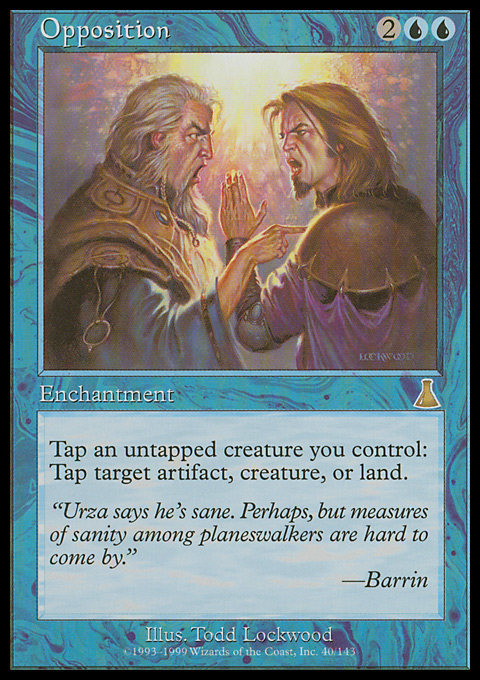 Opposition 2
LOCKWOOD
Enchantment
Tap an untapped creature you control:
Tap target artifact, creature, or land.
“Urza says he’s sane. Perhaps, but measures
of sanity among planeswalkers are hard to
come by.”
—Barrin
Illus. Todd Lockwood
©1993–1999 Wizards of the Coast, Inc. 40/143